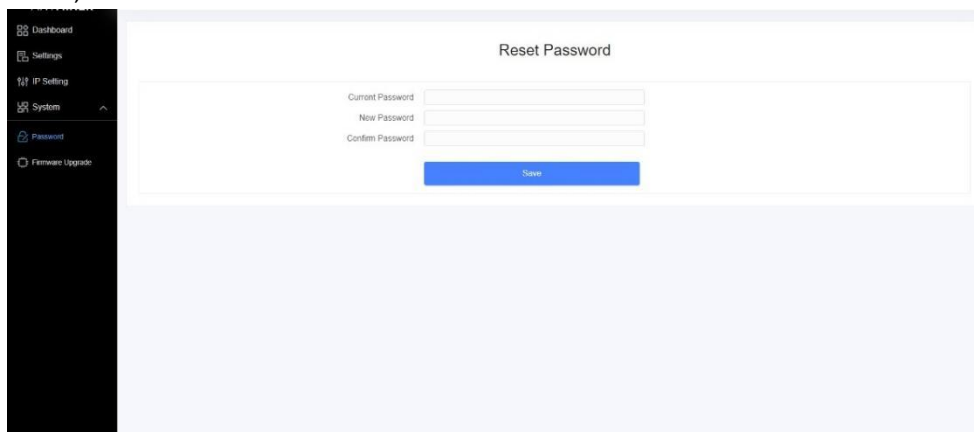 Dashboard
Settings
IP Setting
System
Password
Firmware Upgrade
Reset Password
Current Password
New Password
Confirm Password
Save